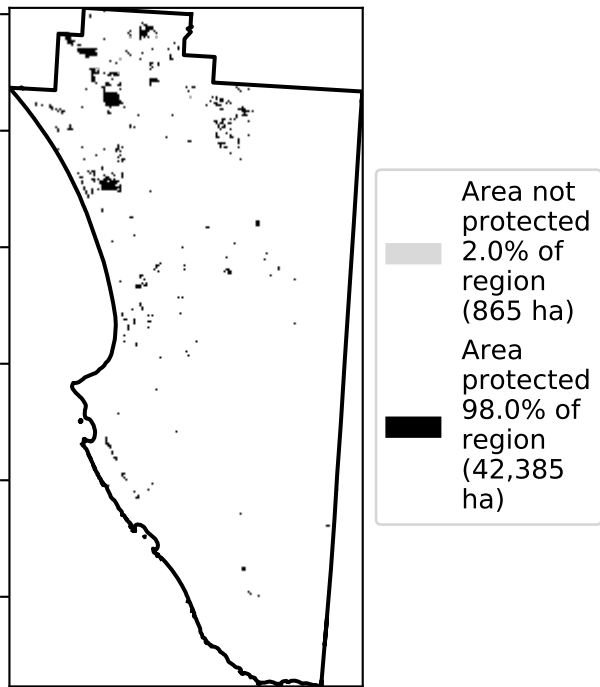 Area not
protected
2.0% of
region
(865 ha)
Area
protected
98.0% of
region
(42,385
ha)